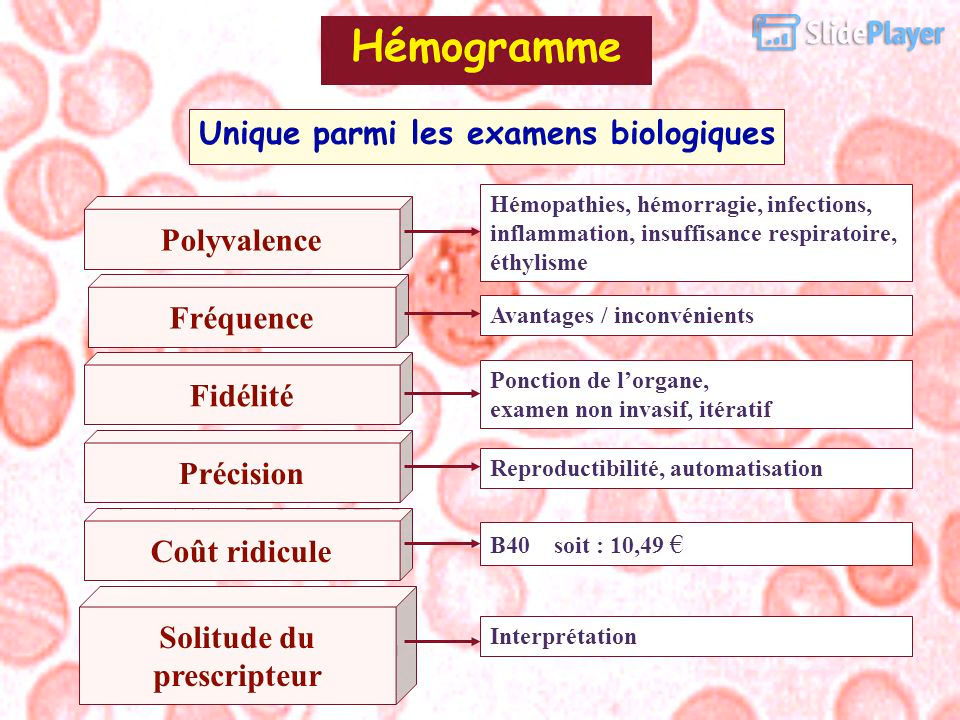 Hémogramme
SlidePlayer
Unique parmi les examens biologiques
Polyvalence
Hémopathies, hémorragie, infections,
inflammation, insuffisance respiratoire,
éthylisme
Fréquence
Avantages / inconvénients
Fidélité
Ponction de l’organe,
examen non invasif, itératif
Précision
Reproductibilité, automatisation
Coût ridicule
B40 soit : 10,49 €
Solitude du
prescripteur
Interprétation